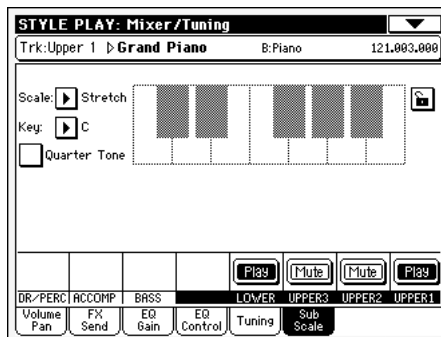 STYLE PLAY: Mixer/Tuning
Trk:Upper 1 ▷Grand Piano B:Piano 121.003.000
Scale: Stretch
Key: C
Quarter Tone
Play Mute Mute Play
DR/PERC ACCOMP BASS LOWER UPPER3 UPPER2 UPPER1
Volume Pan FX Send EQ Gain EQ Control Tuning Sub Scale